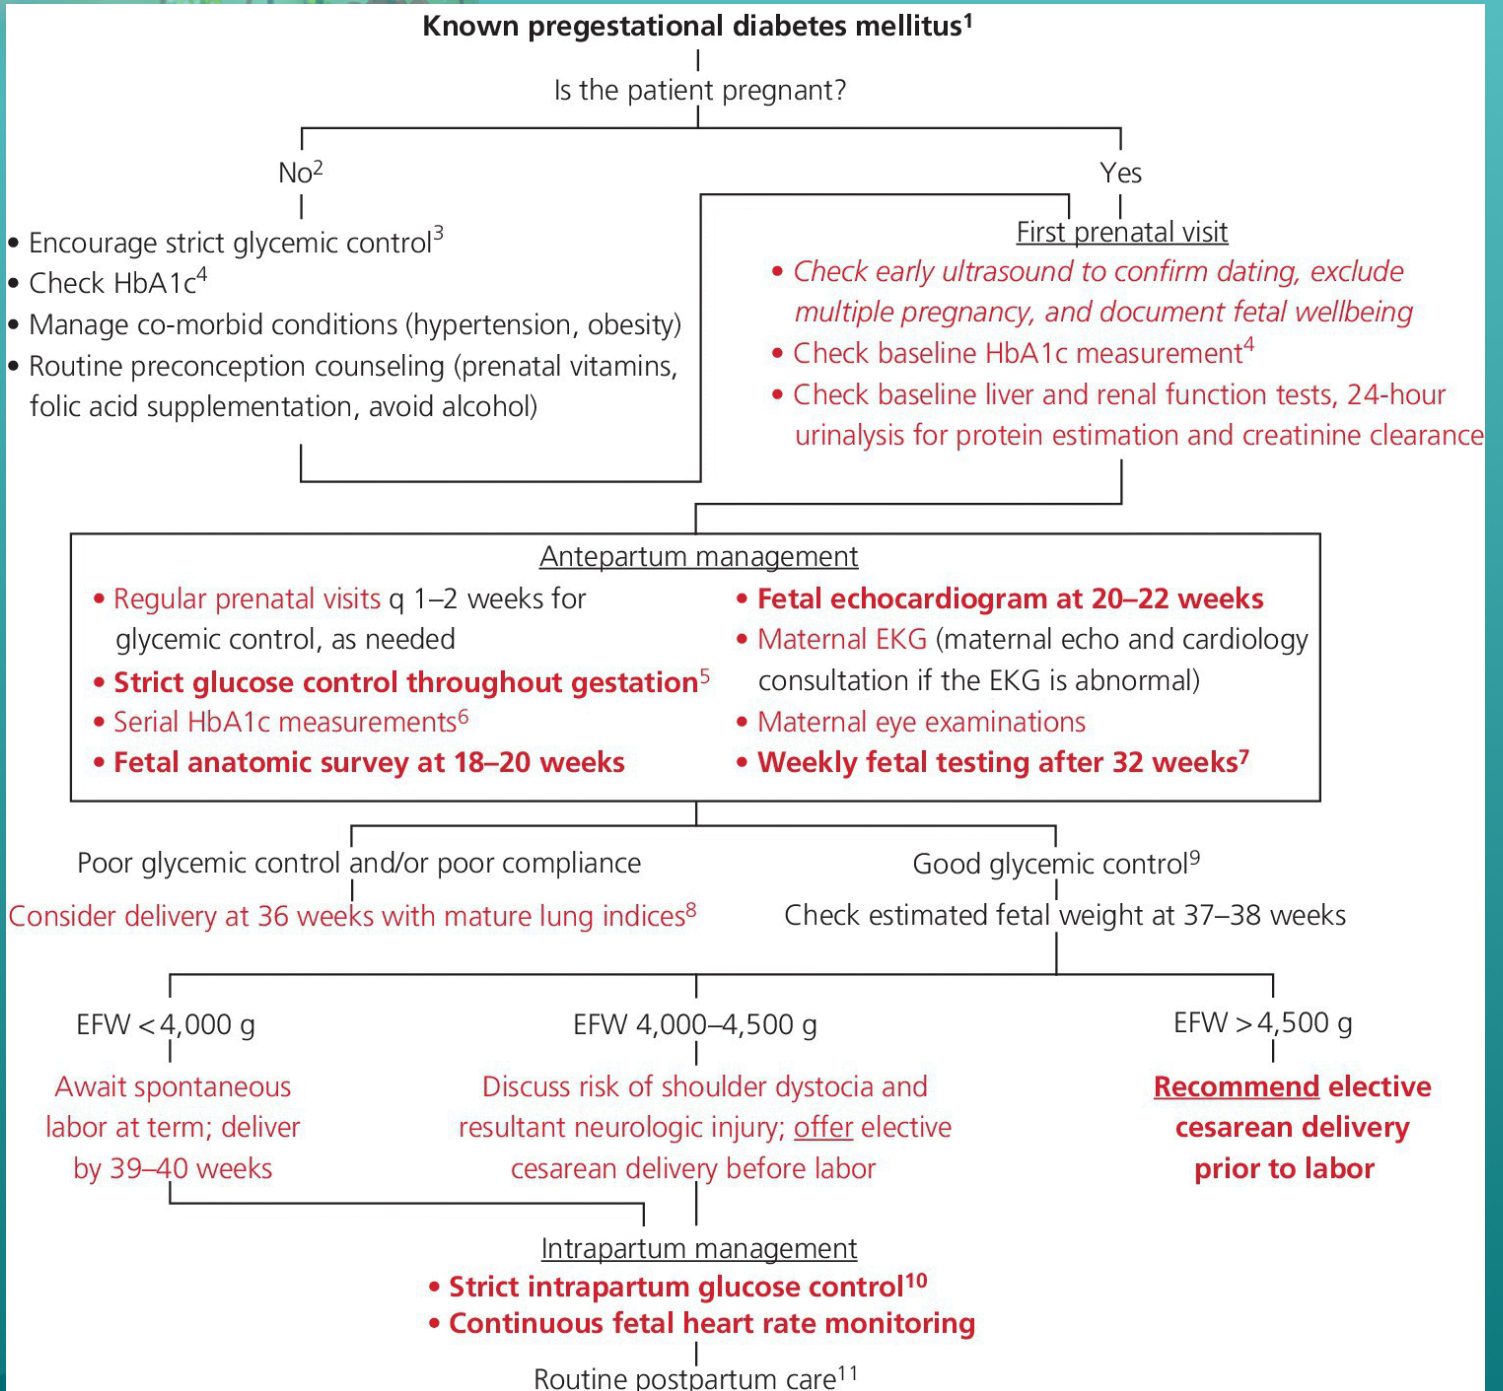 Known pregestational diabetes mellitus¹
Is the patient pregnant?
No²
• Encourage strict glycemic control³
• Check HbA1c⁴
• Manage co-morbid conditions (hypertension, obesity)
• Routine preconception counseling (prenatal vitamins,
folic acid supplementation, avoid alcohol)
Yes
First prenatal visit
• Check early ultrasound to confirm dating, exclude
multiple pregnancy, and document fetal wellbeing
• Check baseline HbA1c measurement⁴
• Check baseline liver and renal function tests, 24-hour
urinalysis for protein estimation and creatinine clearance
Antepartum management
• Regular prenatal visits q 1–2 weeks for
glycemic control, as needed
• Strict glucose control throughout gestation⁵
• Serial HbA1c measurements⁶
• Fetal anatomic survey at 18–20 weeks
• Fetal echocardiogram at 20–22 weeks
• Maternal EKG (maternal echo and cardiology
consultation if the EKG is abnormal)
• Maternal eye examinations
• Weekly fetal testing after 32 weeks⁷
Poor glycemic control and/or poor compliance
Consider delivery at 36 weeks with mature lung indices⁸
Good glycemic control⁹
Check estimated fetal weight at 37–38 weeks
EFW <4,000 g
Await spontaneous
labor at term; deliver
by 39–40 weeks
EFW 4,000–4,500 g
Discuss risk of shoulder dystocia and
resultant neurologic injury; offer elective
cesarean delivery before labor
EFW >4,500 g
Recommend elective
cesarean delivery
prior to labor
Intrapartum management
• Strict intrapartum glucose control¹⁰
• Continuous fetal heart rate monitoring
Routine postpartum care¹¹